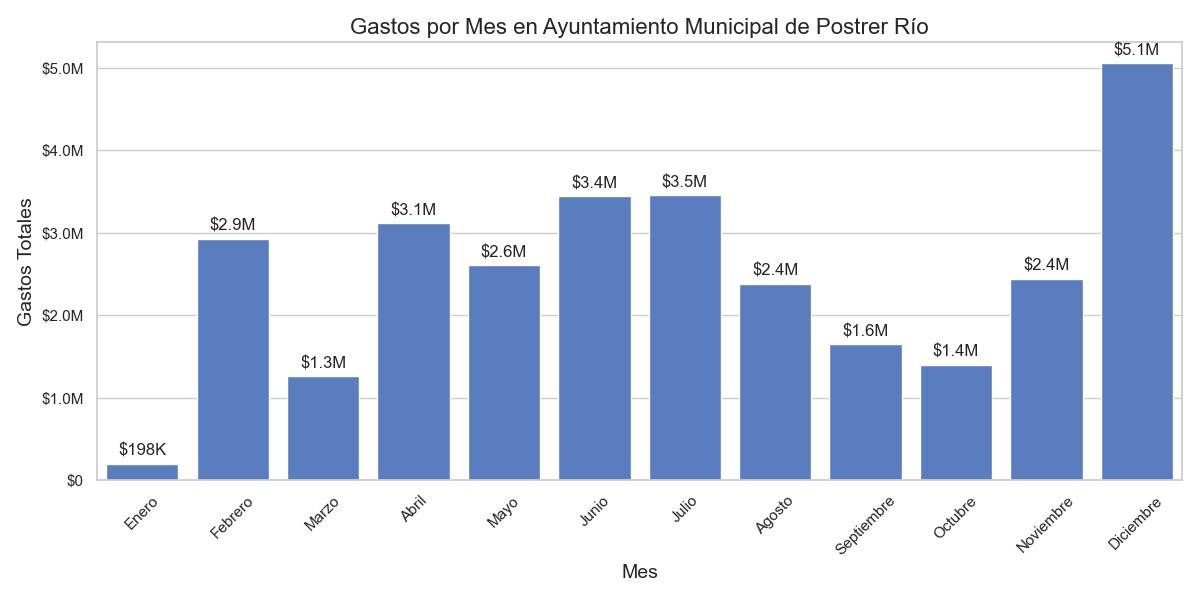 Gastos por Mes en Ayuntamiento Municipal de Postrer Río
Gastos Totales
$5.0M
$4.0M
$3.0M
$2.0M
$1.0M
$0
$198K
$2.9M
$1.3M
$3.1M
$2.6M
$3.4M
$3.5M
$2.4M
$1.6M
$1.4M
$2.4M
$5.1M
Enero
Febrero
Marzo
Abril
Mayo
Junio
Julio
Agosto
Septiembre
Octubre
Noviembre
Diciembre
Mes